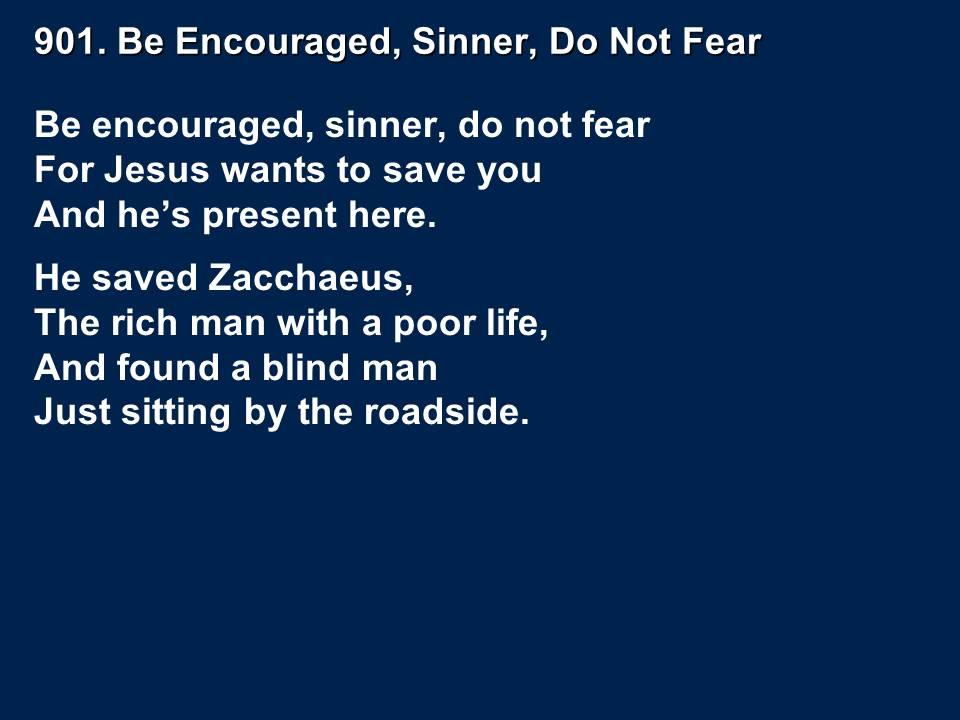 901. Be Encouraged, Sinner, Do Not Fear
Be encouraged, sinner, do not fear
For Jesus wants to save you
And he’s present here.
He saved Zacchaeus,
The rich man with a poor life,
And found a blind man
Just sitting by the roadside.